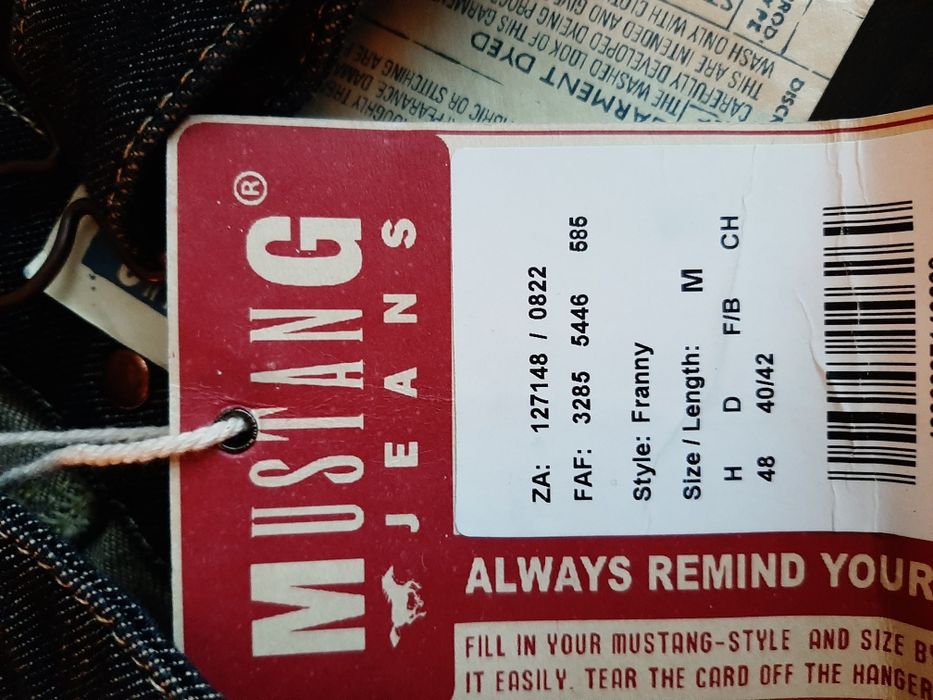 MUSTANG®
JEANS
ZA: 127148 / 0822
FAF: 3285 5446 585
Style: Franny
Size / Length: M
H D F/B CH
48 40/42
ALWAYS REMIND YOUR
FILL IN YOUR MUSTANG-STYLE AND SIZE
IT EASILY. TEAR THE CARD OFF THE HANGER
GARMENT DYED
THE WASHED LOOK OF THIS GARMENT
CAREFULLY DEVELOPED DYEING
THIS ARE INTENDED AND GIVE
WASH ONLY WITH